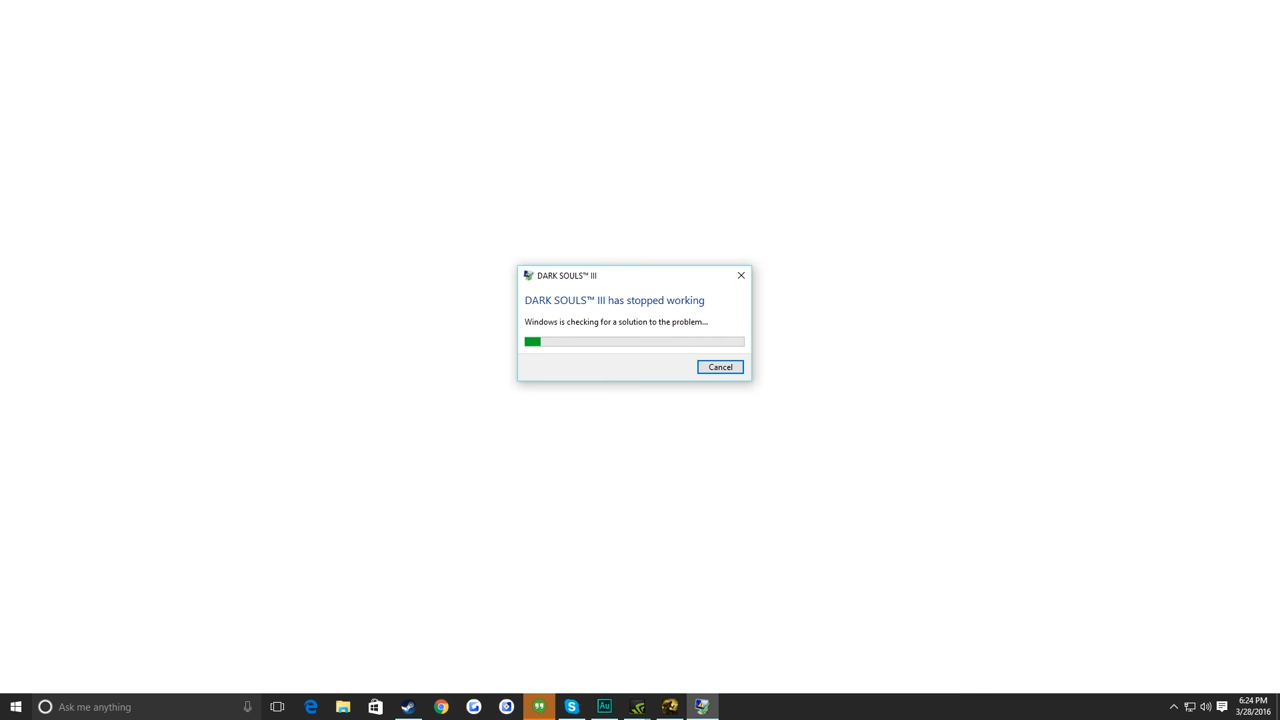 DARK SOULS™ III
DARK SOULS™ III has stopped working
Windows is checking for a solution to the problem...
Cancel
Ask me anything
Au
6:24 PM
3/28/2016